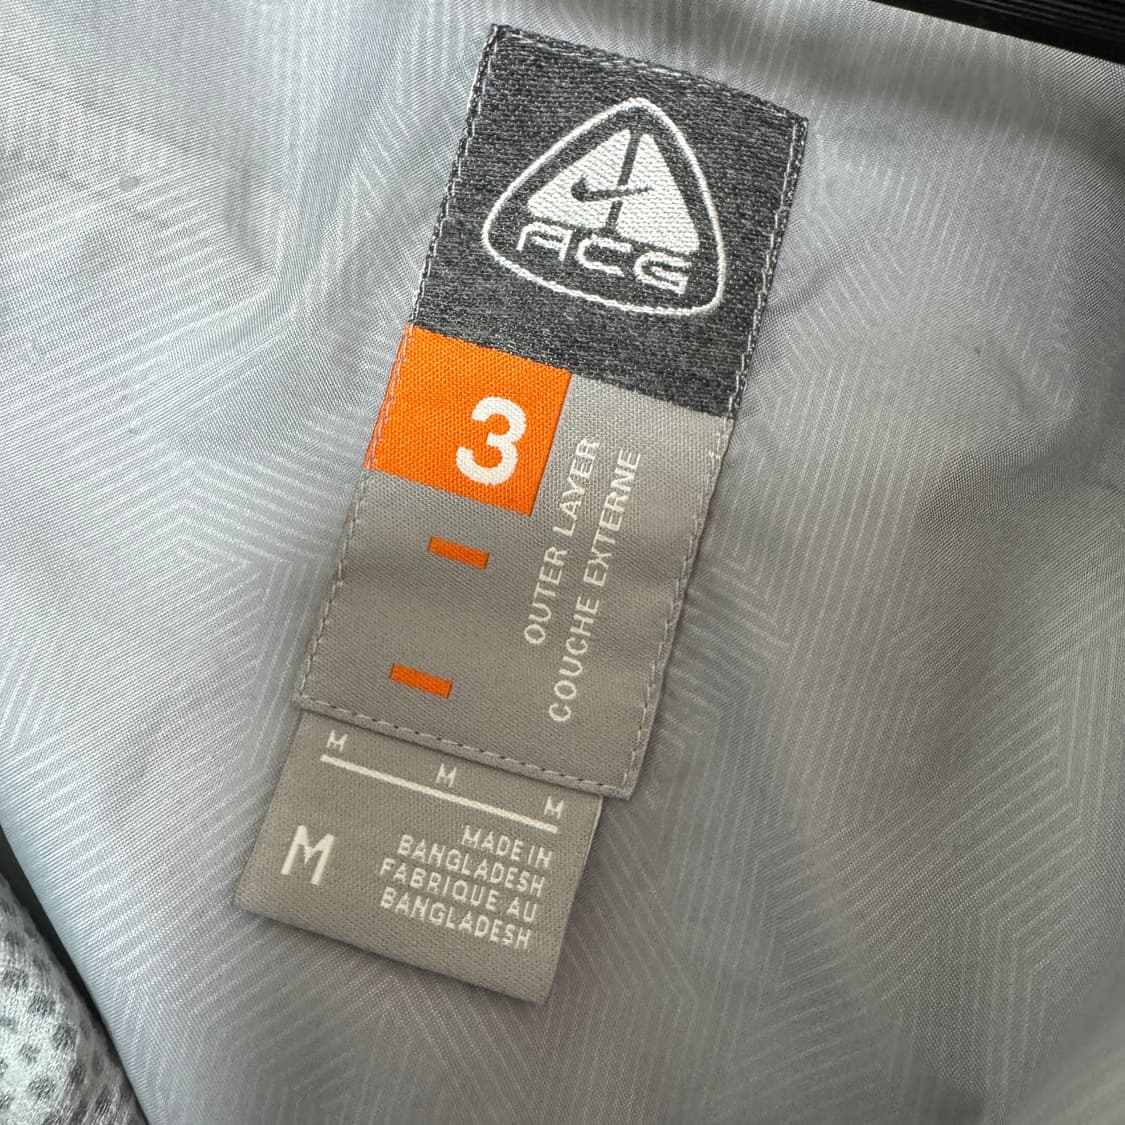 ACG
3
OUTER LAYER
COUCHE EXTERNE
M
M
M
M
MADE IN
BANGLADESH
FABRIQUE AU
BANGLADESH